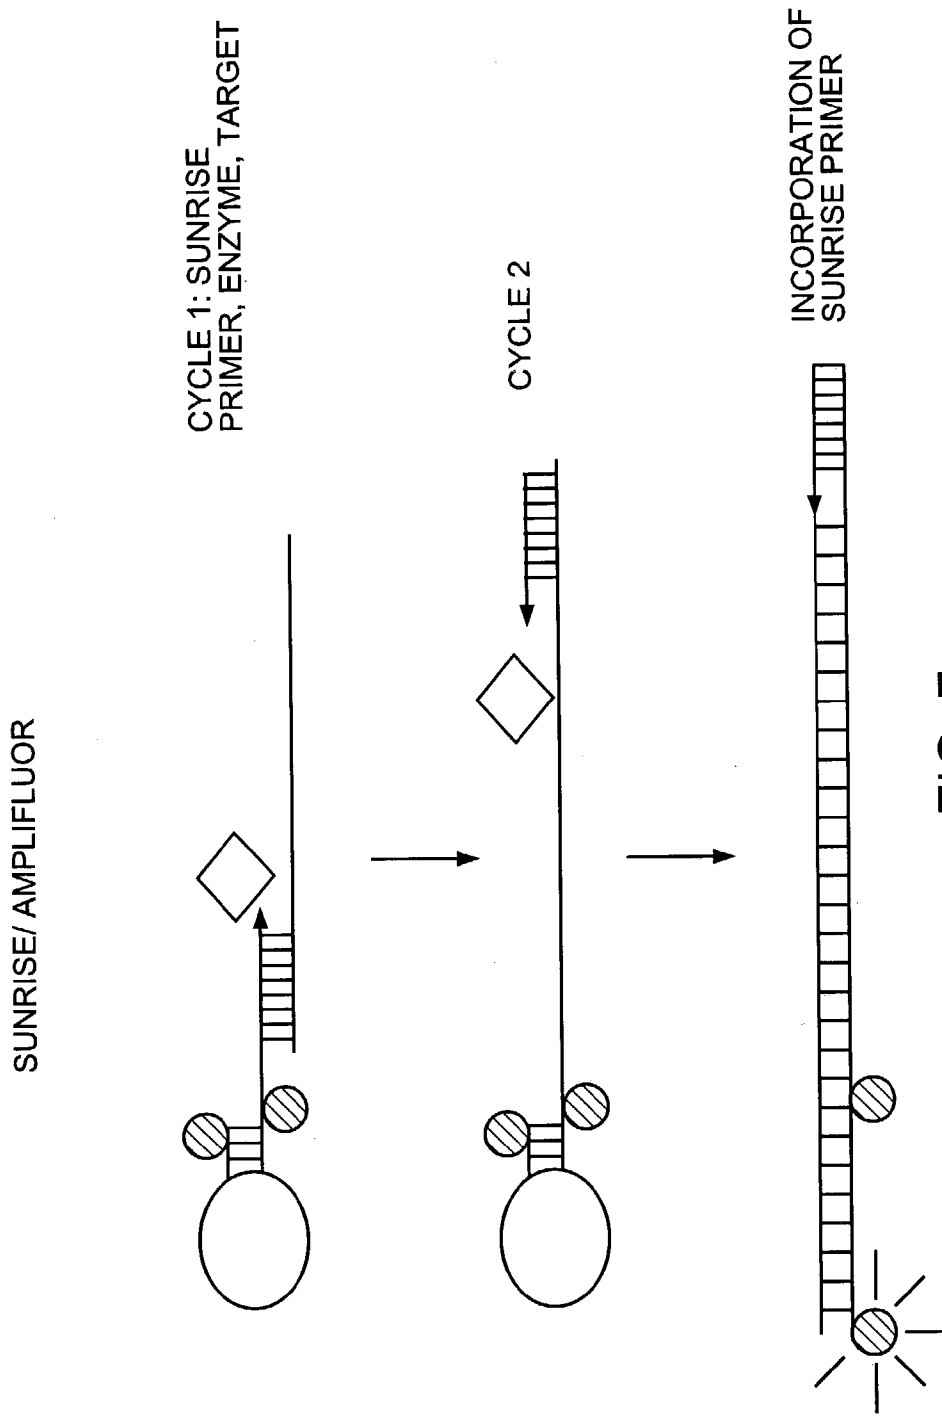 SUNRISE/ AMPLIFLUOR
CYCLE 1: SUNRISE
PRIMER, ENZYME, TARGET
CYCLE 2
INCORPORATION OF
SUNRISE PRIMER